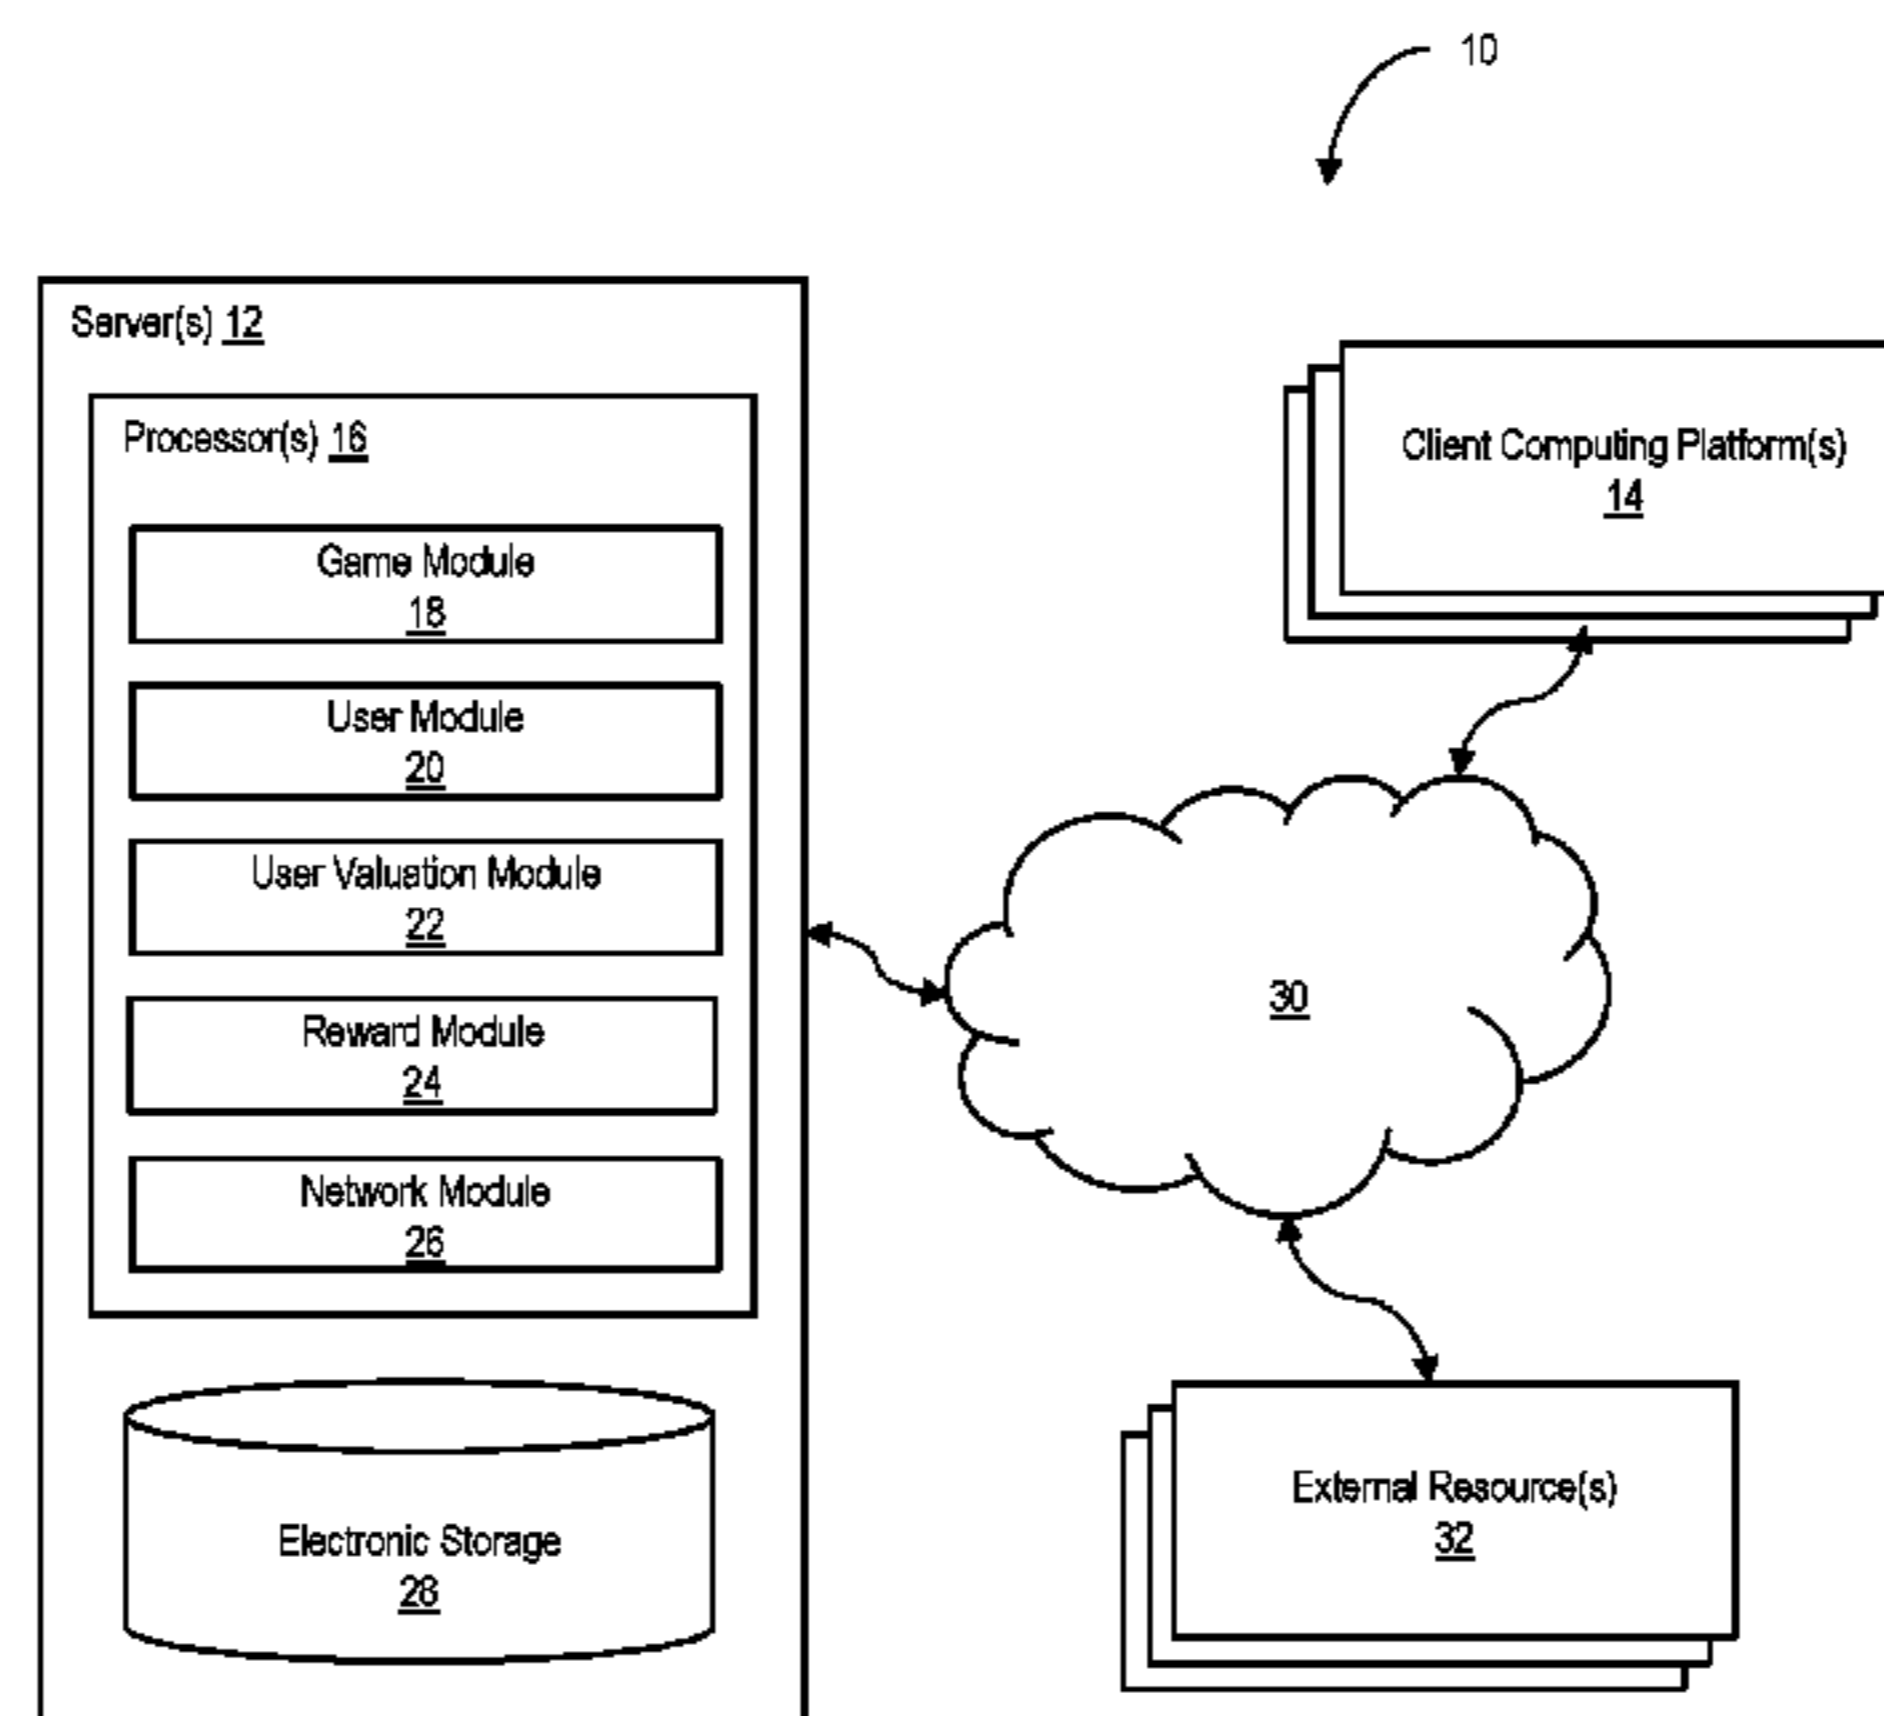 10
Server(s) 12
Processor(s) 16
Game Module
18
User Module
20
User Valuation Module
22
Reward Module
24
Network Module
26
Electronic Storage
28
Client Computing Platform(s)
14
30
External Resource(s)
32